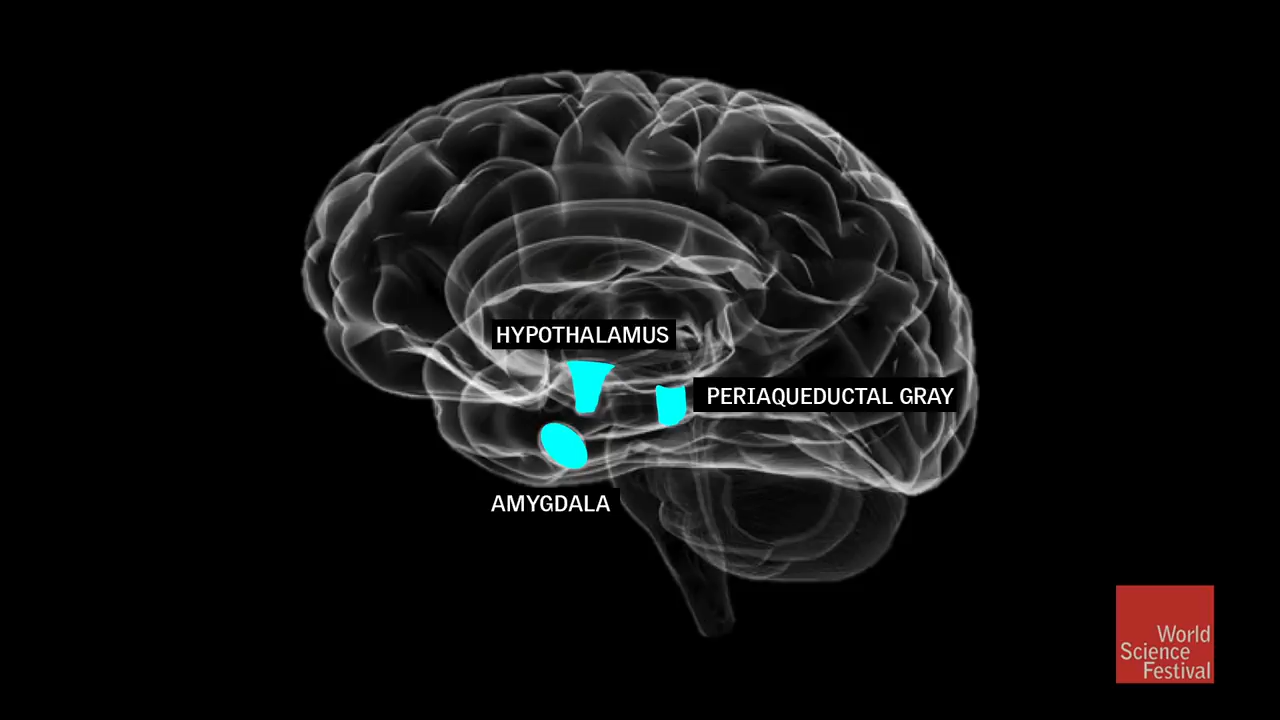 HYPOTHALAMUS
PERIAQUEDUCTAL GRAY
AMYGDALA
World
Science
Festival